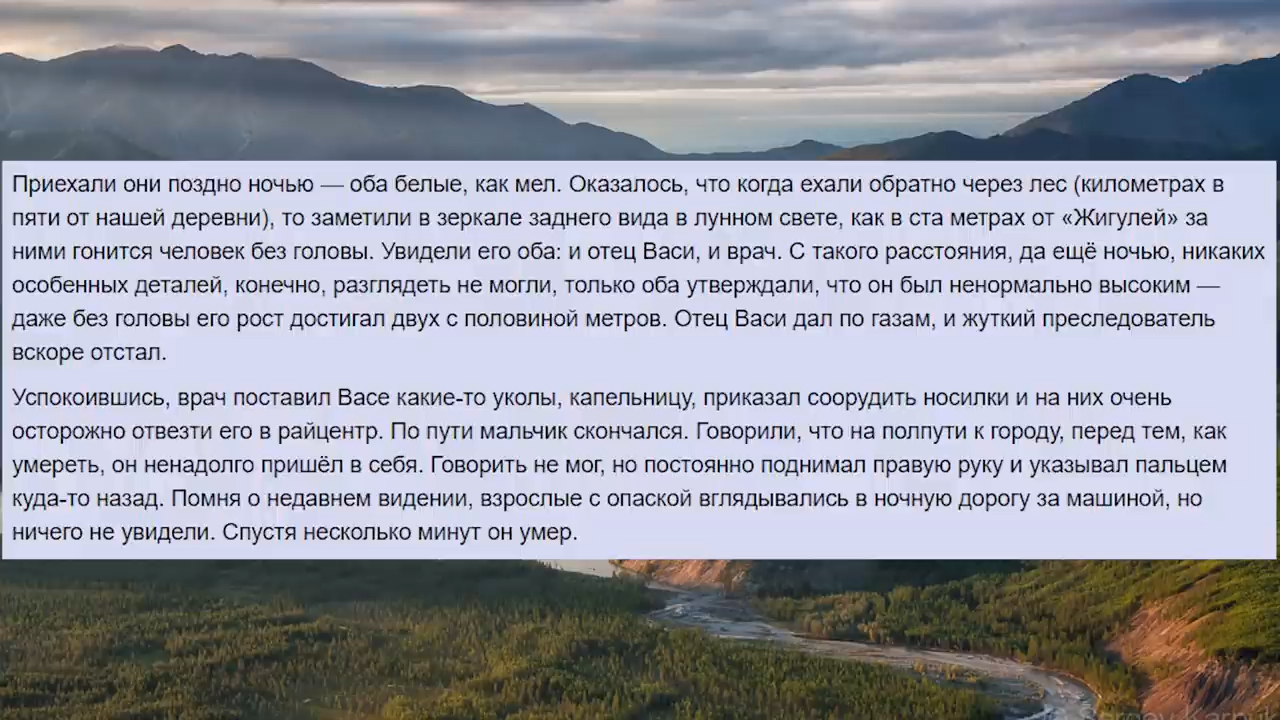 Приехали они поздно ночью — оба белые, как мел. Оказалось, что когда ехали обратно через лес (километрах в
пяти от нашей деревни), то заметили в зеркале заднего вида в лунном свете, как в ста метрах от «Жигулей» за
ними гонится человек без головы. Увидели его оба: и отец Васи, и врач. С такого расстояния, да ещё ночью, никаких
особенных деталей, конечно, разглядеть не могли, только оба утверждали, что он был ненормально высоким —
даже без головы его рост достигал двух с половиной метров. Отец Васи дал по газам, и жуткий преследователь
вскоре отстал.
Успокоившись, врач поставил Васе какие-то уколы, капельницу, приказал соорудить носилки и на них очень
осторожно отвезти его в райцентр. По пути мальчик скончался. Говорили, что на полпути к городу, перед тем, как
умереть, он ненадолго пришёл в себя. Говорить не мог, но постоянно поднимал правую руку и указывал пальцем
куда-то назад. Помня о недавнем видении, взрослые с опаской вглядывались в ночную дорогу за машиной, но
ничего не увидели. Спустя несколько минут он умер.